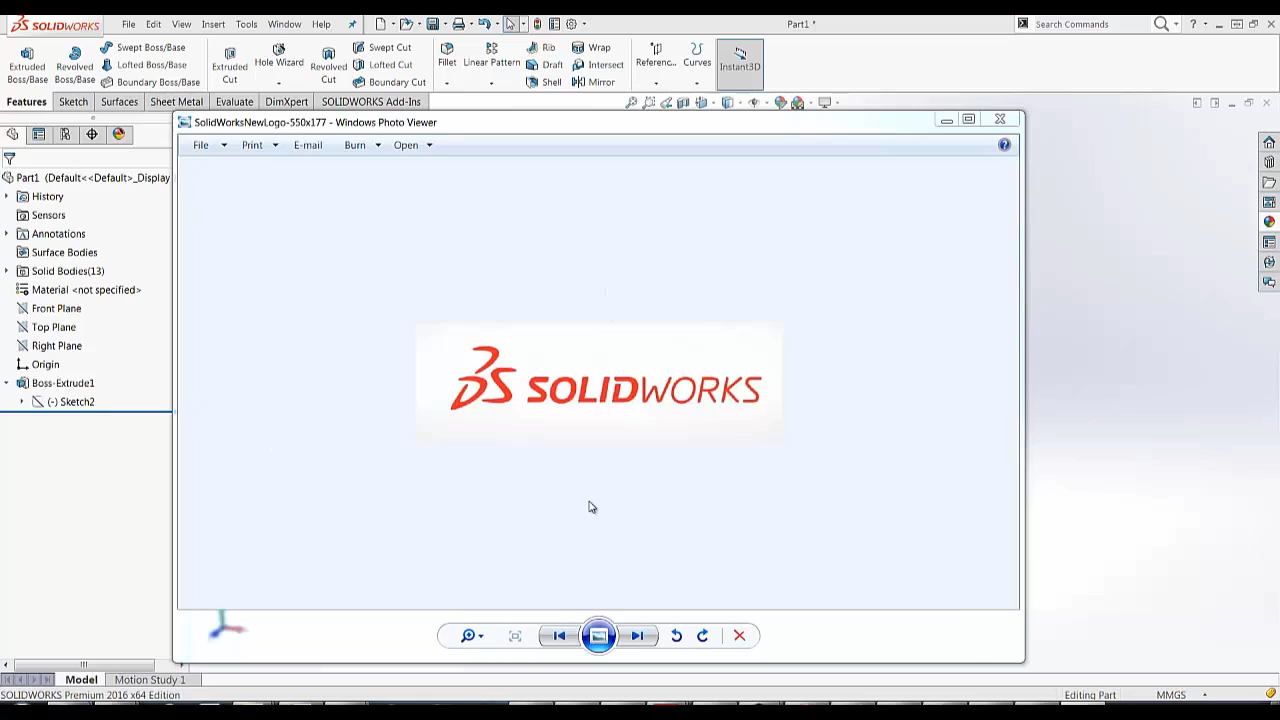 SOLIDWORKS File Edit View Insert Tools Window Help Part1 * Search Commands
Extruded Boss/Base
Revolved Boss/Base
Swept Boss/Base
Lofted Boss/Base
Boundary Boss/Base
Extruded Cut
Hole Wizard
Revolved Cut
Swept Cut
Lofted Cut
Boundary Cut
Fillet
Linear Pattern
Rib
Draft
Shell
Wrap
Intersect
Mirror
Referenc...
Curves
Instant3D
Features Sketch Surfaces Sheet Metal Evaluate DimXpert SOLIDWORKS Add-Ins
SolidWorksNewLogo-550x177 - Windows Photo Viewer
File Print E-mail Burn Open
Part1 (Default<<Default>_Display
History
Sensors
Annotations
Surface Bodies
Solid Bodies(13)
Material <not specified>
Front Plane
Top Plane
Right Plane
Origin
Boss-Extrude1
(-) Sketch2
SOLIDWORKS
Model Motion Study 1
SOLIDWORKS Premium 2016 x64 Edition Editing Part MMGS